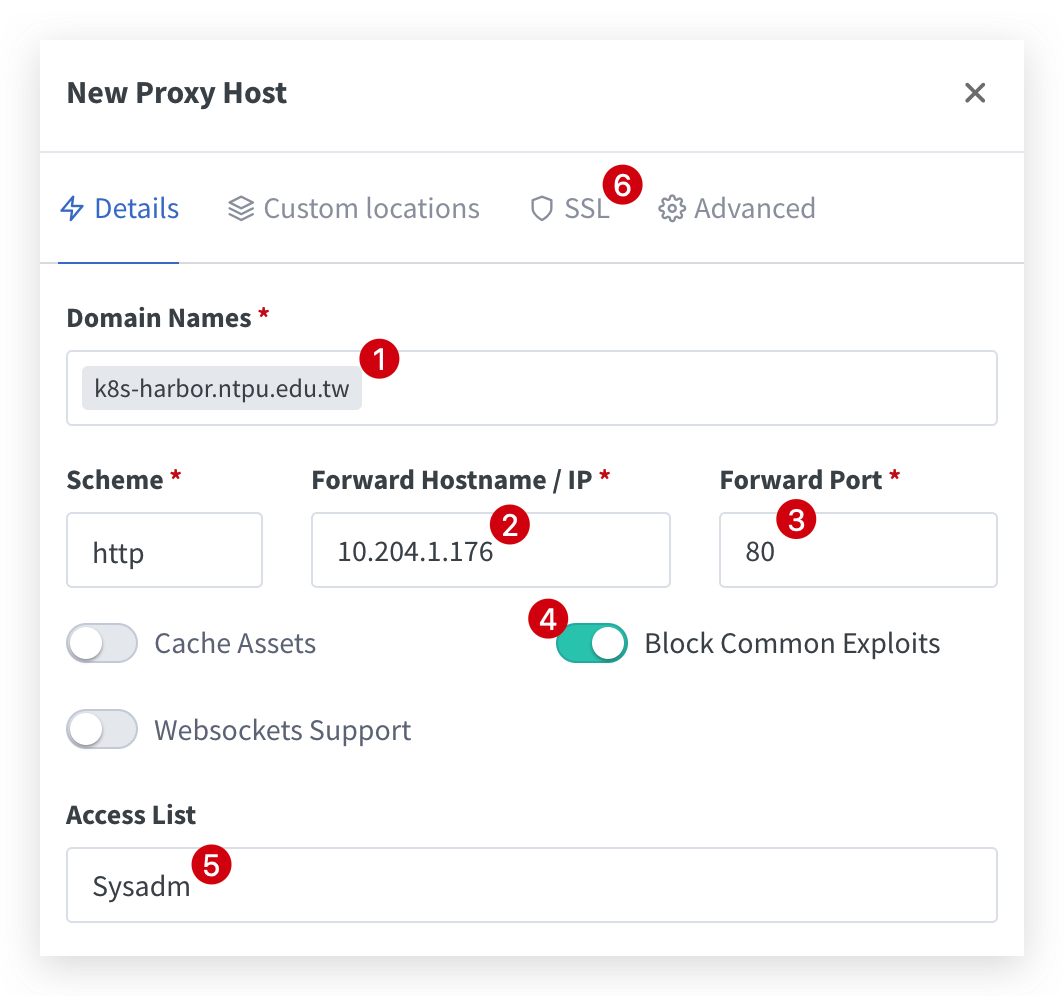 New Proxy Host
Details Custom locations SSL 6 Advanced
Domain Names *
1
k8s-harbor.ntpu.edu.tw
Scheme * Forward Hostname / IP * Forward Port *
2 3
http 10.204.1.176 80
4
Cache Assets Block Common Exploits
Websockets Support
Access List
5
Sysadm